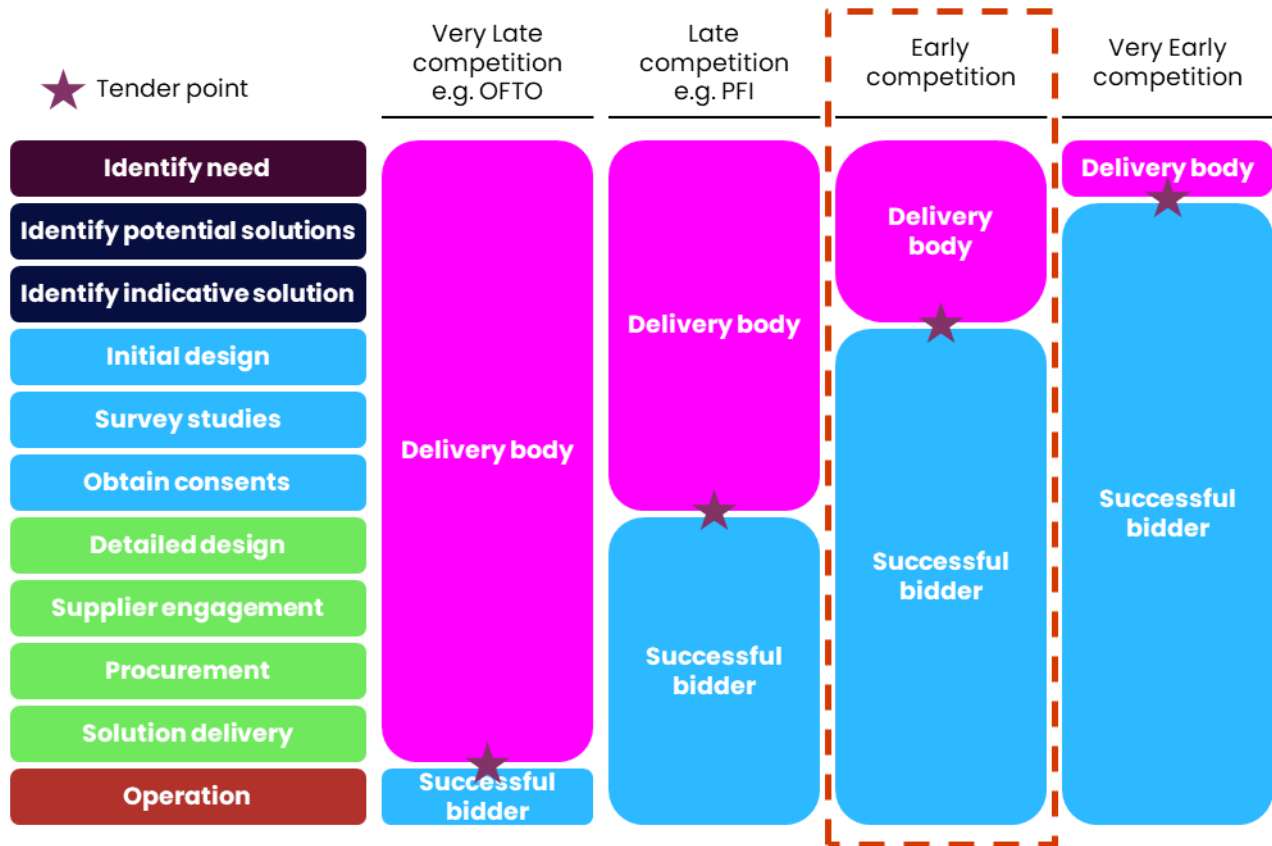 Tender point
Very Late
competition
e.g. OFTO
Late
competition
e.g. PFI
Early
competition
Very Early
competition
Identify need
Identify potential solutions
Identify indicative solution
Initial design
Survey studies
Obtain consents
Detailed design
Supplier engagement
Procurement
Solution delivery
Operation
Delivery body
Successful
bidder
Delivery body
Successful
bidder
Delivery
body
Successful
bidder
Delivery body
Successful
bidder